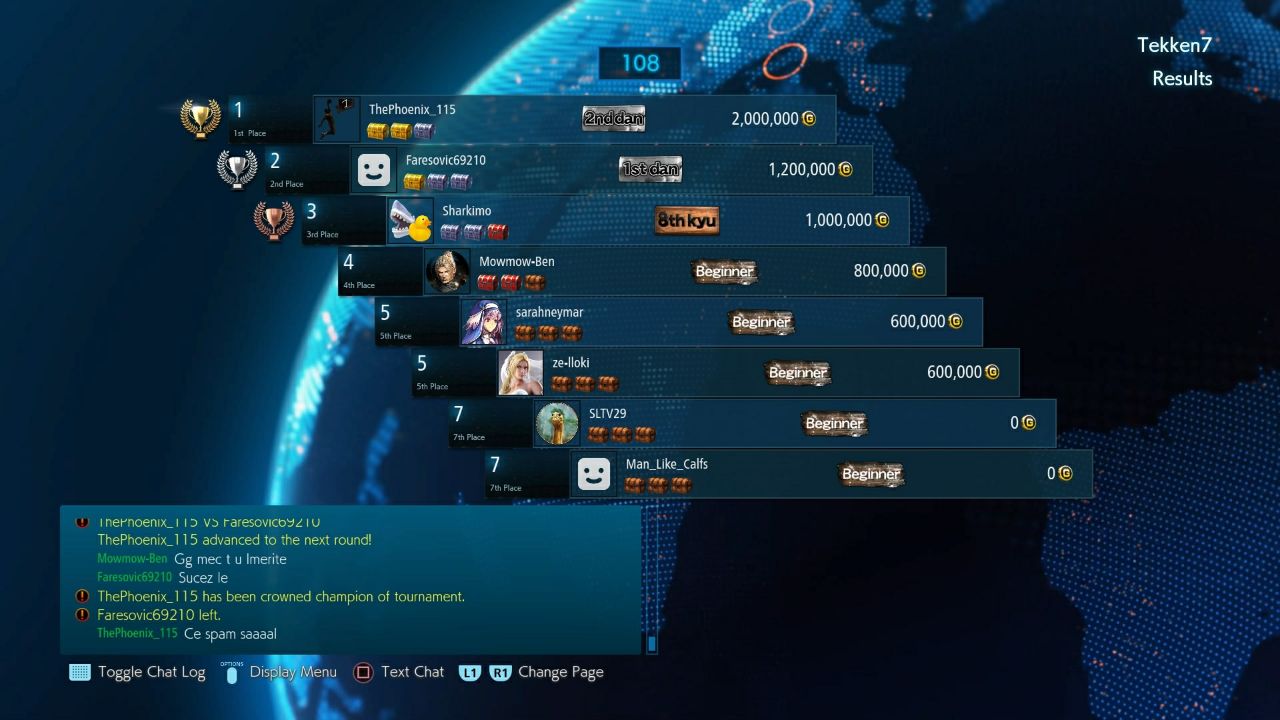 108
Tekken7
Results
1
1st Place
ThePhoenix_115
2nd dan
2,000,000 G
2
2nd Place
Faresovic69210
1st dan
1,200,000 G
3
3rd Place
Sharkimo
8th kyu
1,000,000 G
4
4th Place
Mowmow-Ben
Beginner
800,000 G
5
5th Place
sarahneymar
Beginner
600,000 G
5
5th Place
ze-lloki
Beginner
600,000 G
7
7th Place
SLTV29
Beginner
0 G
7
7th Place
Man_Like_Calfs
Beginner
0 G
ThePhoenix_115 VS Faresovic69210
ThePhoenix_115 advanced to the next round!
Mowmow-Ben Gg mec t u lmerite
Faresovic69210 Sucez le
ThePhoenix_115 has been crowned champion of tournament.
Faresovic69210 left.
ThePhoenix_115 Ce spam saaaal
Toggle Chat Log OPTIONS Display Menu Text Chat L1 R1 Change Page